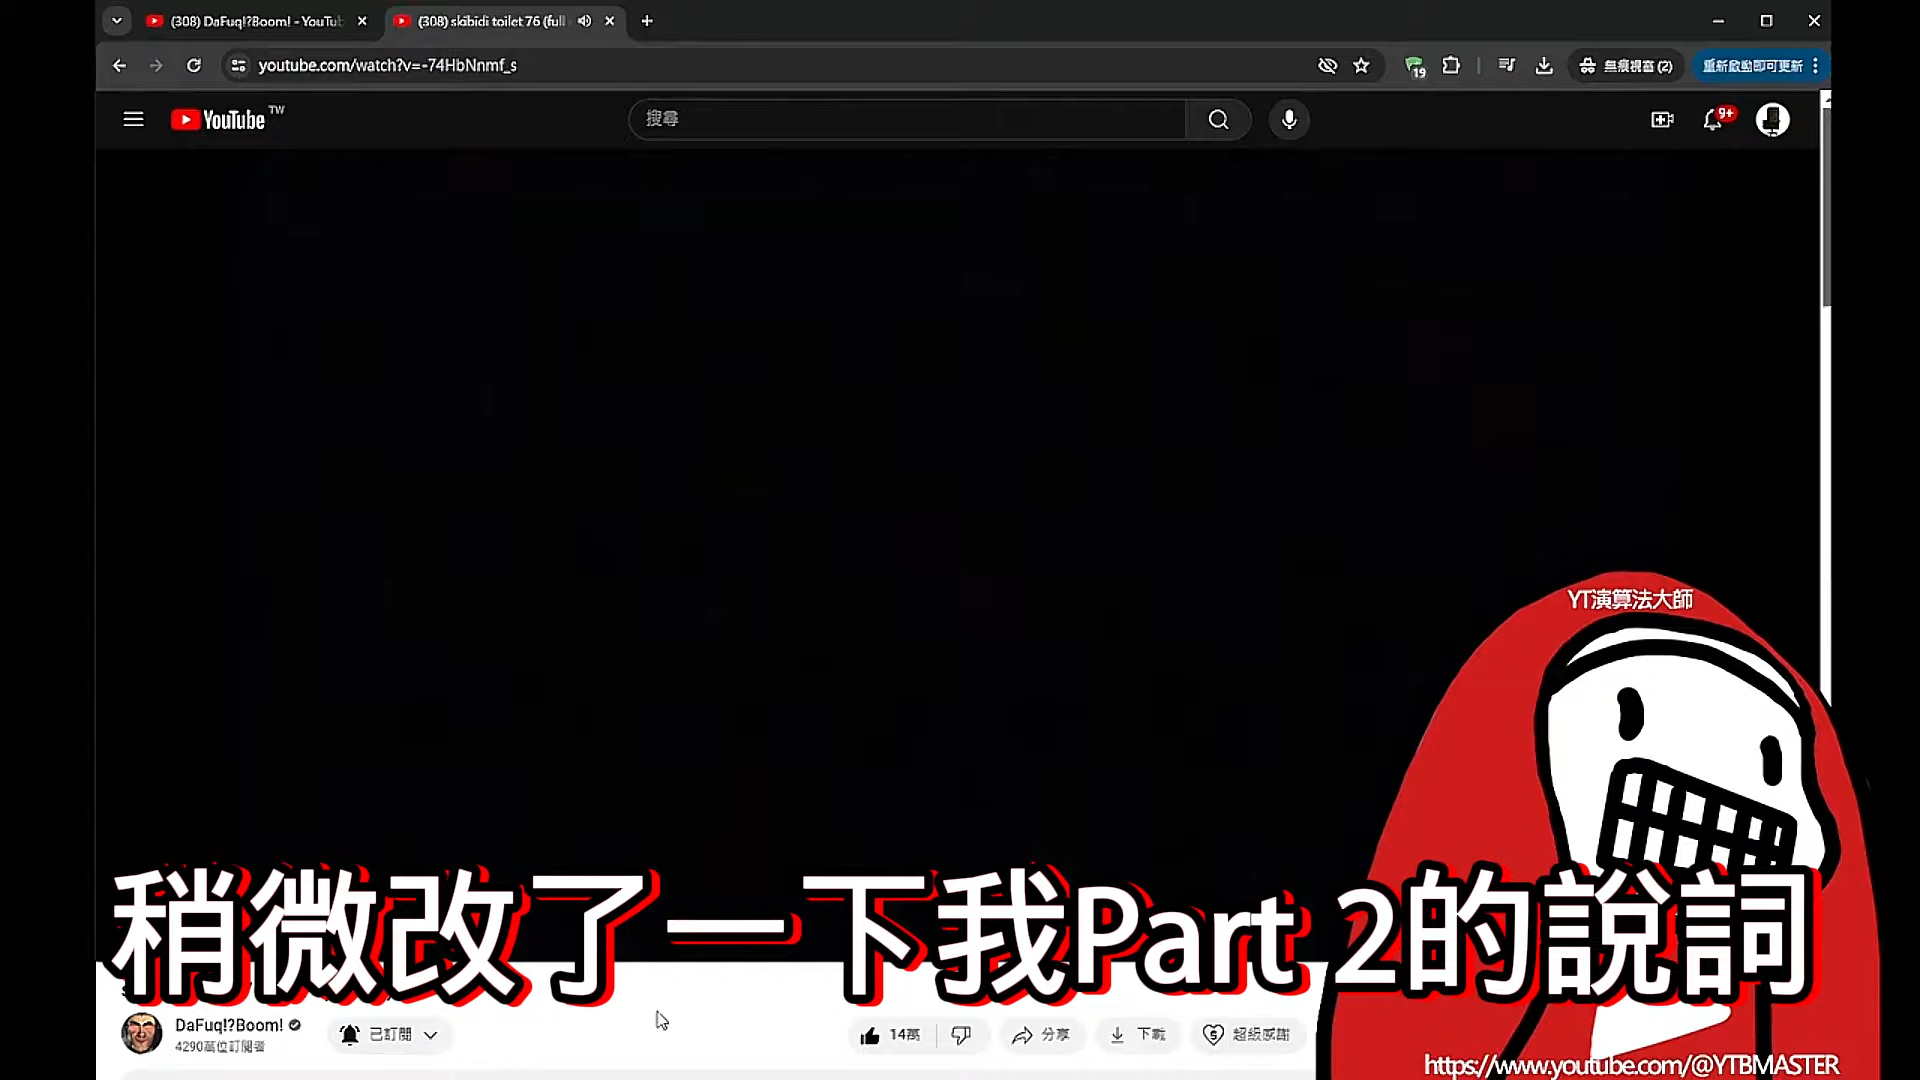 (308) DaFuq!?Boom! - YouTub
(308) skibidi toilet 76 (full
youtube.com/watch?v=-74HbNnmf_s
19
無痕視窗 (2)
重新啟動即可更新
YouTube TW
搜尋
9+
YT演算法大師
稍微改了一下我Part 2的說詞
DaFuq!?Boom!
4290萬位訂閱者
已訂閱
14萬
分享
下載
超級感謝
https://www.youtube.com/@YTBMASTER